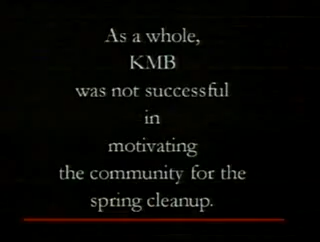 As a whole,
KMB
was not successful
in
motivating
the community for the
spring cleanup.